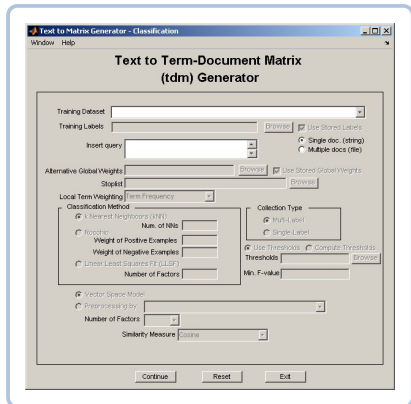 Text to Matrix Generator - Classification
Window Help
Text to Term-Document Matrix
(tdm) Generator
Training Dataset
Training Labels Browse Use Stored Labels
Insert query Single doc. (string)
Multiple docs (file)
Alternative Global Weights Browse Use Stored Global Weights
Stoplist Browse
Local Term Weighting Term Frequency
Classification Method
k Nearest Neighboors (kNN)
Num. of NNs
Rocchio
Weight of Positive Examples
Weight of Negative Examples
Linear Least Squares Fit (LLSF)
Number of Factors
Collection Type
Multi-Label
Single-Label
Use Thresholds Compute Thresholds
Thresholds Browse
Min. F-value
Vector Space Model
Preprocessing by:
Number of Factors
Similarity Measure Cosine
Continue Reset Exit